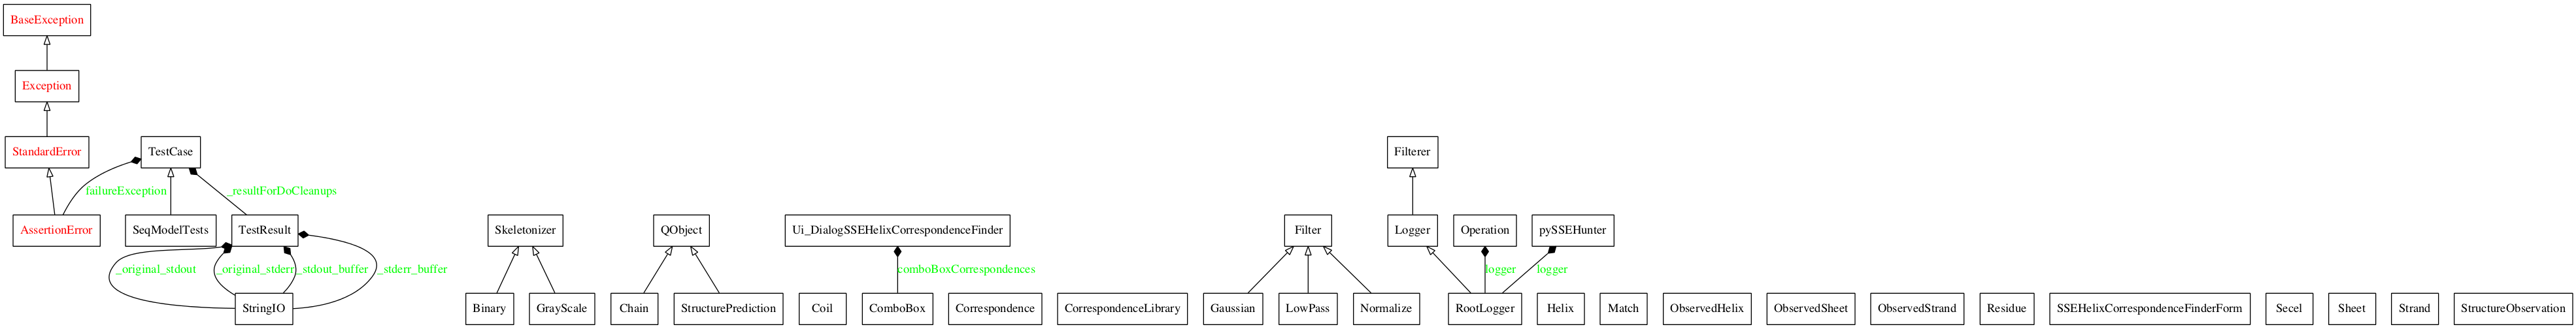 BaseException
Exception
StandardError
TestCase
Filterer
failureException
_resultForDoCleanups
AssertionError
SeqModelTests
TestResult
Skeletonizer
QObject
Ui_DialogSSEHelixCorrespondenceFinder
Filter
Logger
Operation
pySSEHunter
_original_stdout
_original_stderr
_stdout_buffer
_stderr_buffer
comboBoxCorrespondences
logger
logger
StringIO
Binary
GrayScale
Chain
StructurePrediction
Coil
ComboBox
Correspondence
CorrespondenceLibrary
Gaussian
LowPass
Normalize
RootLogger
Helix
Match
ObservedHelix
ObservedSheet
ObservedStrand
Residue
SSEHelixCorrespondenceFinderForm
Secel
Sheet
Strand
StructureObservation